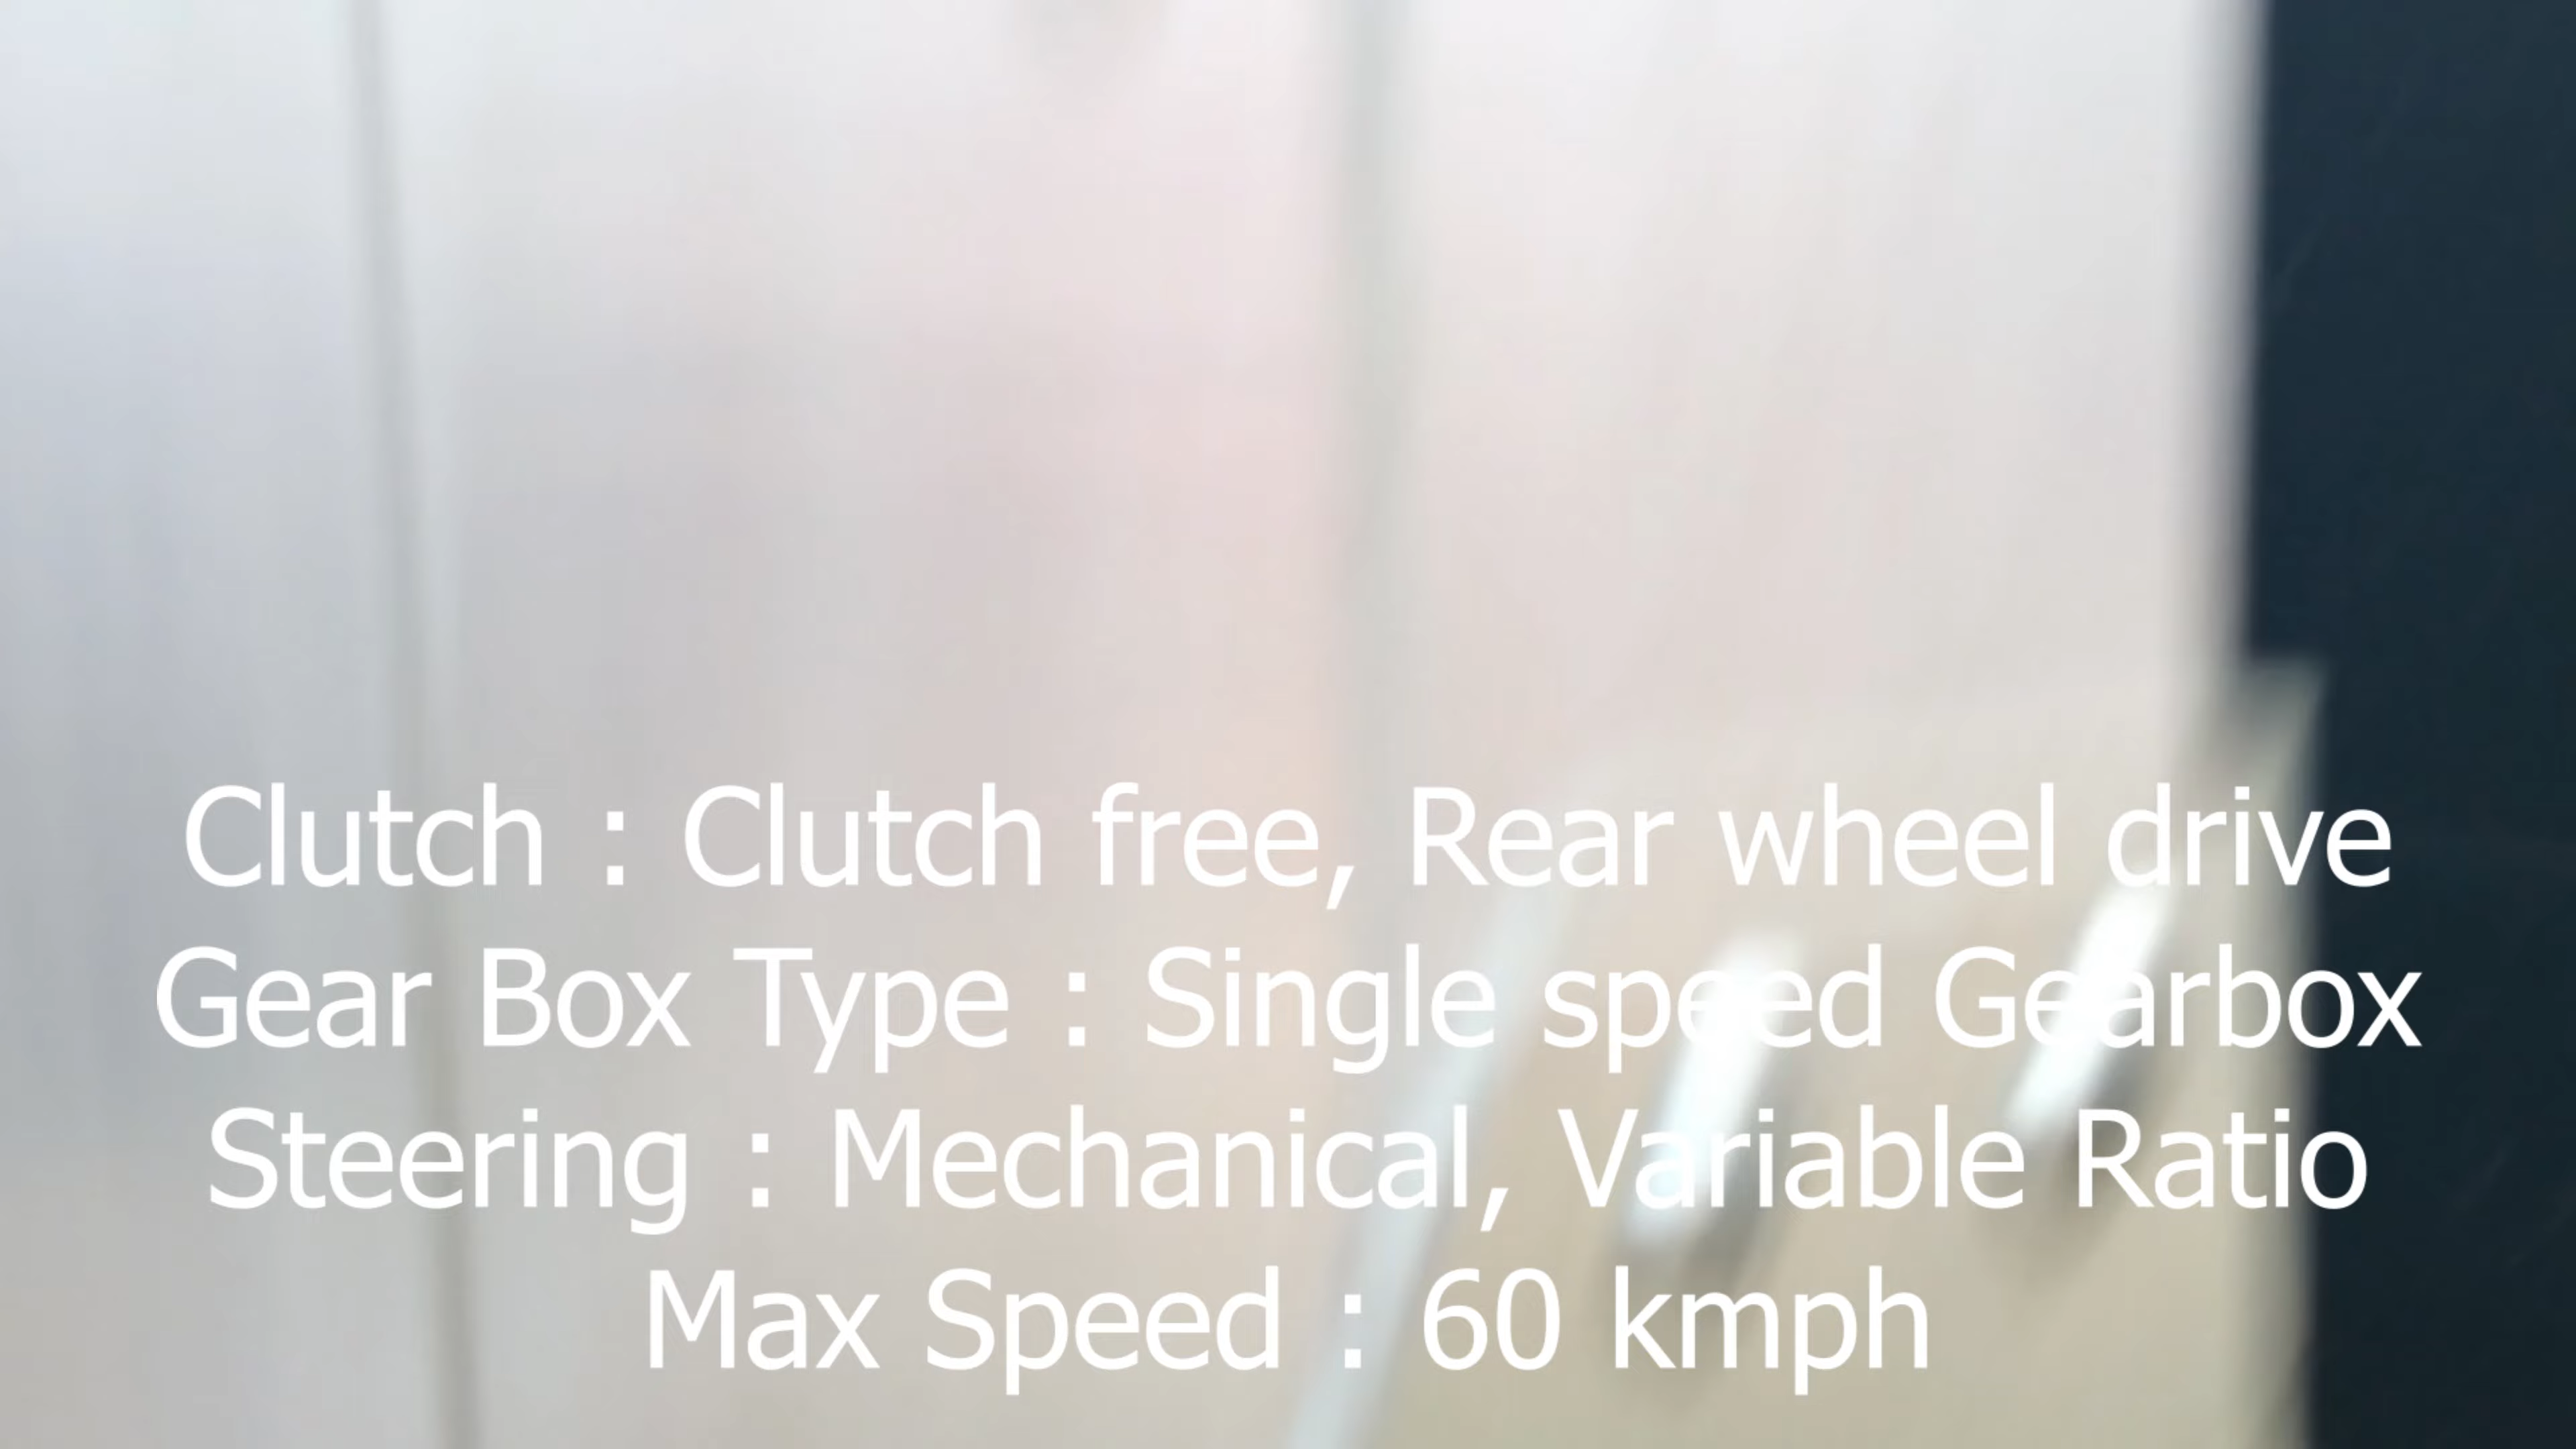 Clutch : Clutch free, Rear wheel drive
Gear Box Type : Single speed Gearbox
Steering : Mechanical, Variable Ratio
Max Speed : 60 kmph